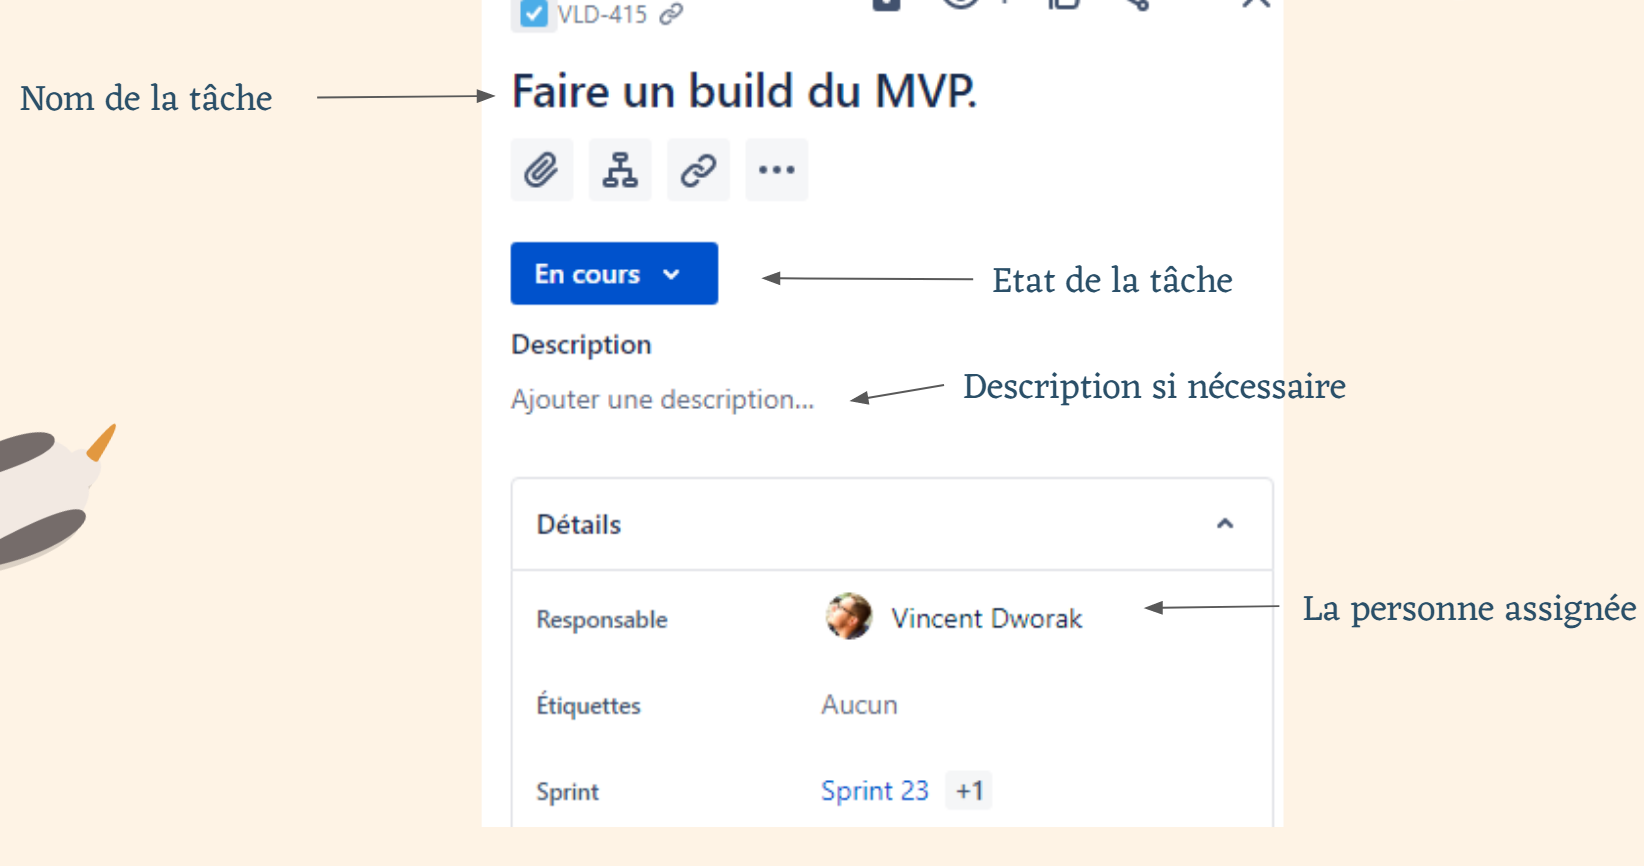 VLD-415
Nom de la tâche
Faire un build du MVP.
En cours
Etat de la tâche
Description
Ajouter une description...
Description si nécessaire
Détails
Responsable
Vincent Dworak
La personne assignée
Étiquettes
Aucun
Sprint
Sprint 23 +1